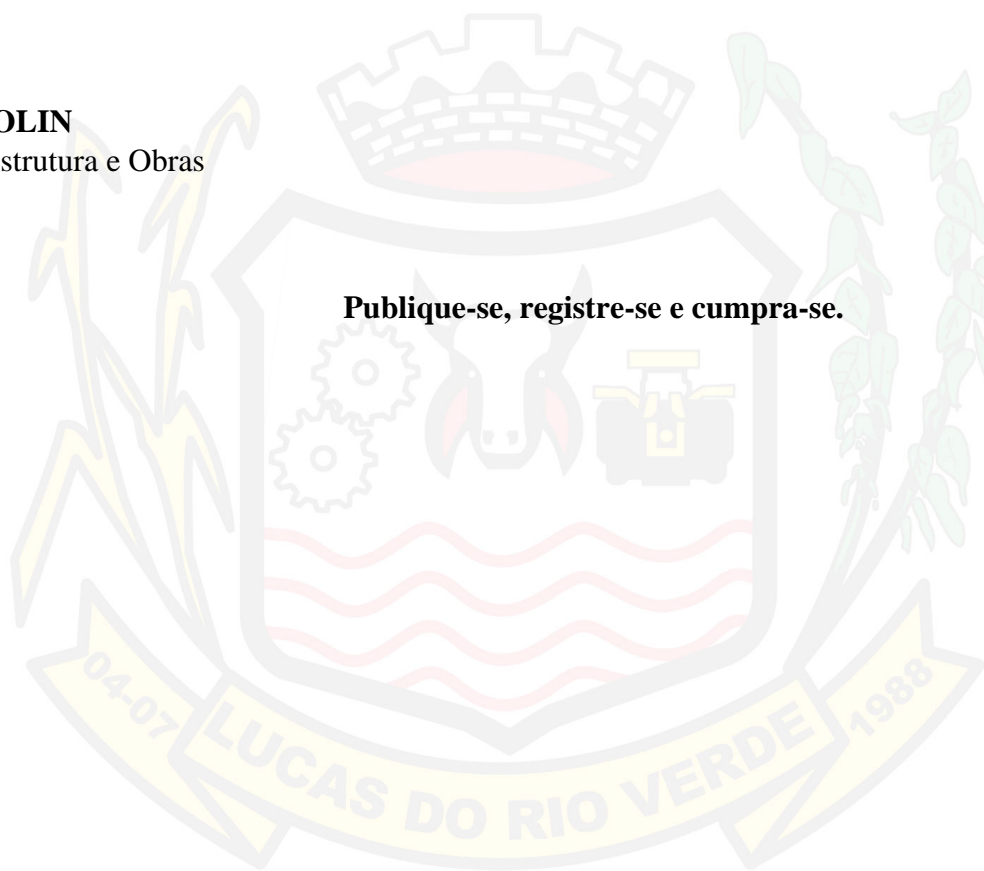 OLIN
strutura e Obras
Publique-se, registre-se e cumpra-se.
04-07
LUCAS DO RIO VERDE
1988